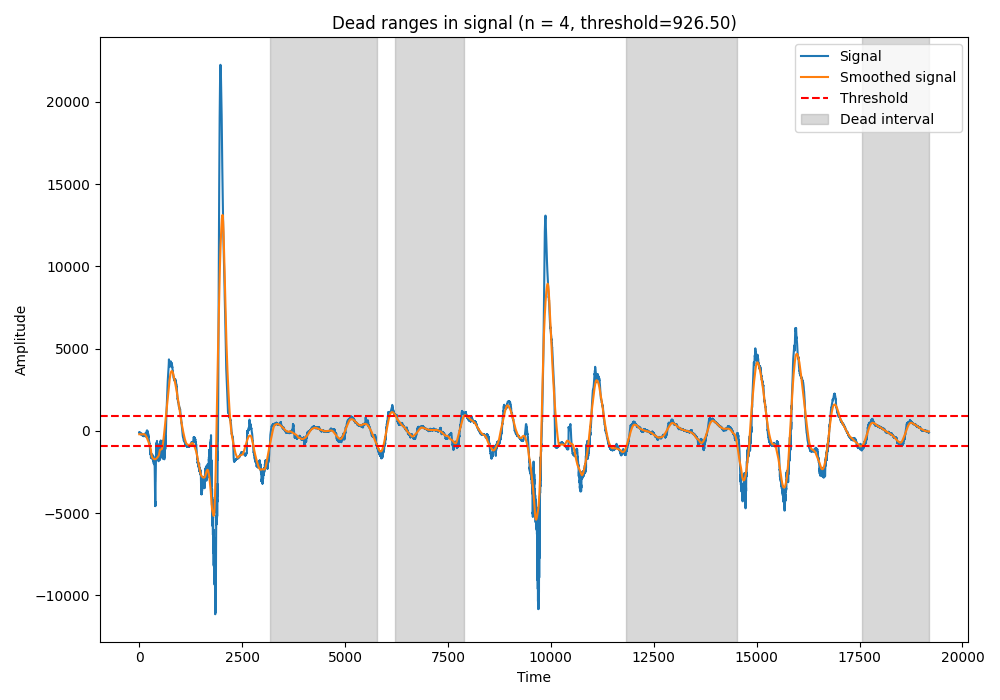 Dead ranges in signal (n = 4, threshold=926.50)
Signal
Smoothed signal
Threshold
Dead interval
Amplitude
20000
15000
10000
5000
0
−5000
−10000
0 2500 5000 7500 10000 12500 15000 17500 20000
Time